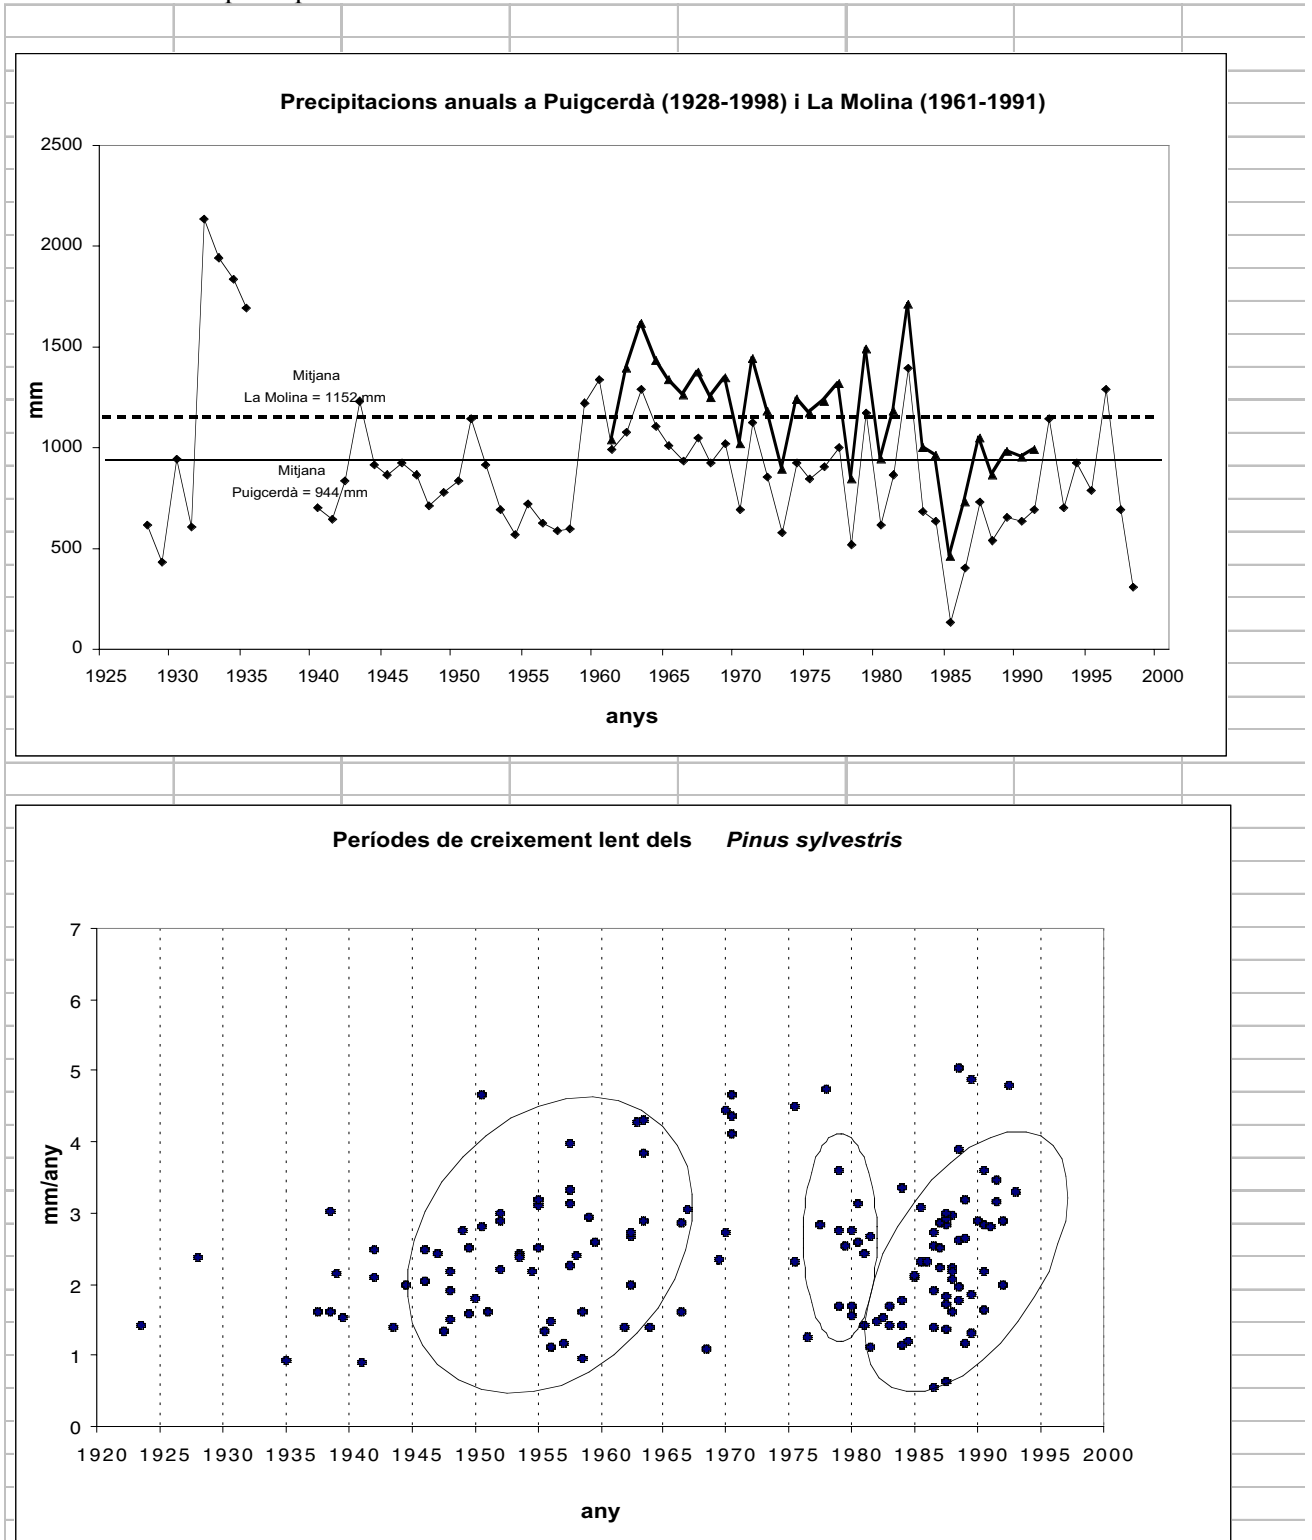 Precipitacions anuals a Puigcerdà (1928-1998) i La Molina (1961-1991)
2500
2000
1500
1000
500
0
mm
Mitjana
La Molina = 1152 mm
Mitjana
Puigcerdà = 944 mm
1925 1930 1935 1940 1945 1950 1955 1960 1965 1970 1975 1980 1985 1990 1995 2000
anys
Períodes de creixement lent dels Pinus sylvestris
7
6
5
4
3
2
1
0
mm/any
1920 1925 1930 1935 1940 1945 1950 1955 1960 1965 1970 1975 1980 1985 1990 1995 2000
any